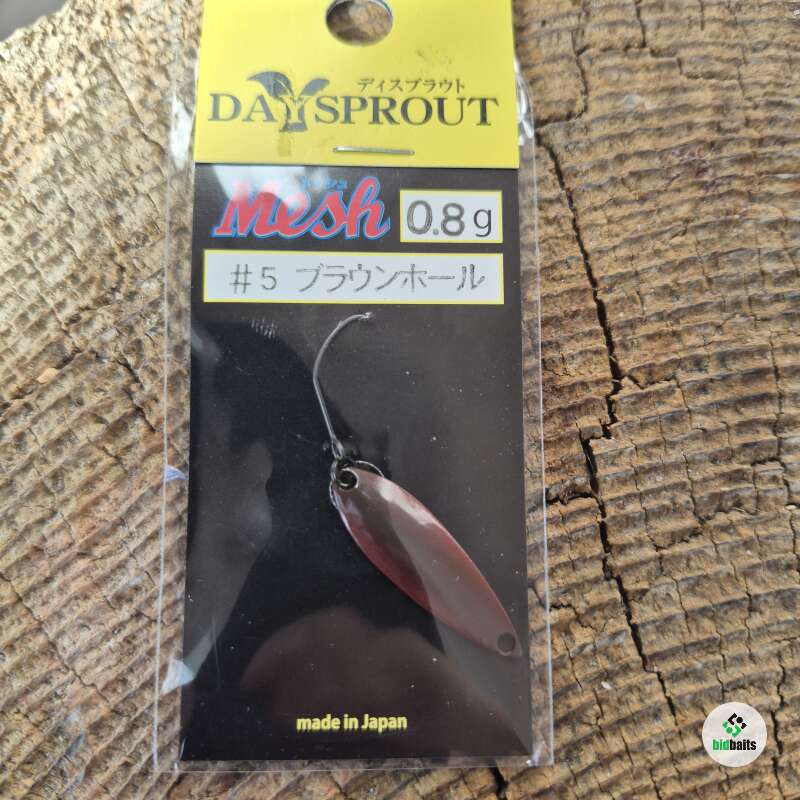 ディスプラウト
DAYSPROUT
Mesh
0.8g
#5 ブラウンホール
made in Japan
bidbaits